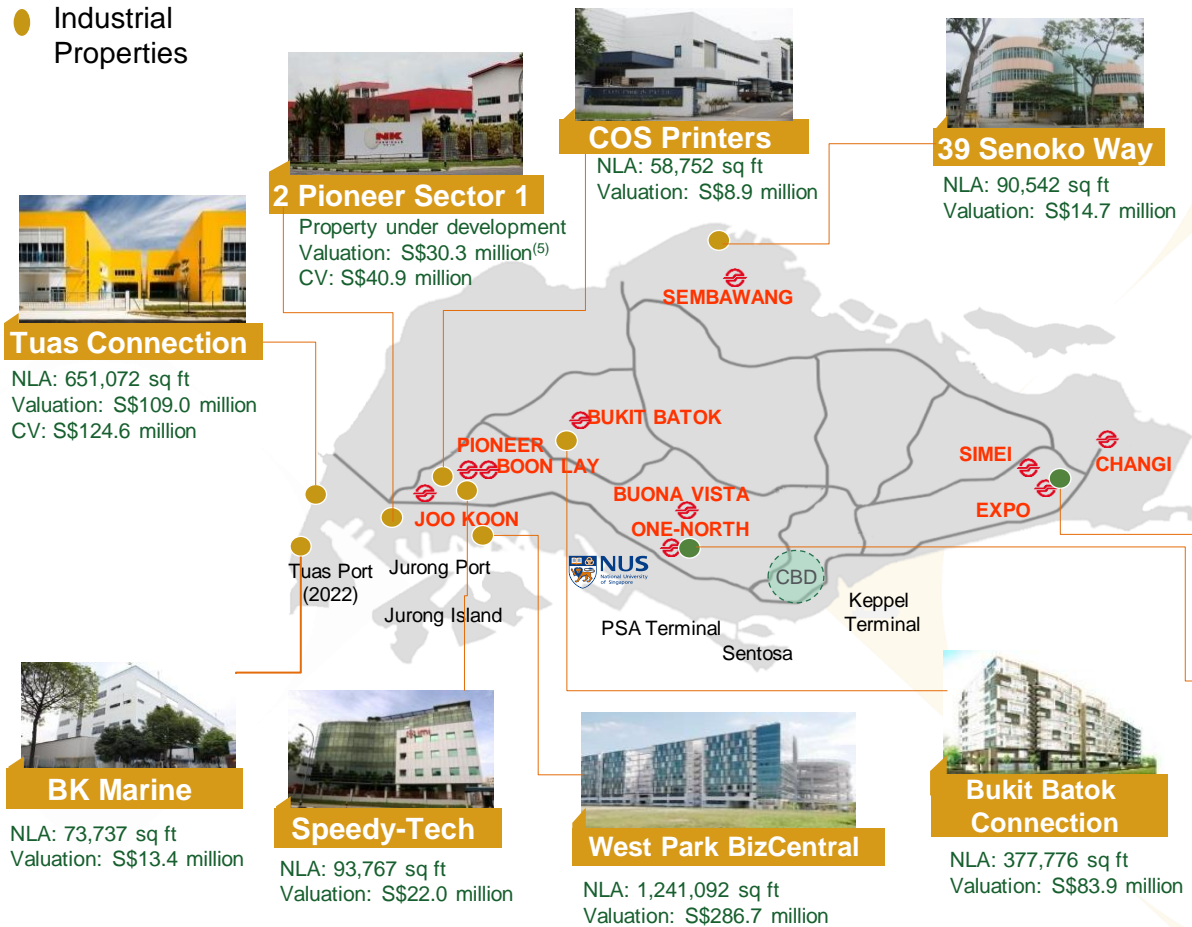 Industrial
Properties
2 Pioneer Sector 1
Property under development
Valuation: S$30.3 million(5)
CV: S$40.9 million
COS Printers
NLA: 58,752 sq ft
Valuation: S$8.9 million
39 Senoko Way
NLA: 90,542 sq ft
Valuation: S$14.7 million
Tuas Connection
NLA: 651,072 sq ft
Valuation: S$109.0 million
CV: S$124.6 million
SEMBAWANG
BUKIT BATOK
PIONEER
BOON LAY
JOO KOON
BUONA VISTA
ONE-NORTH
SIMEI
CHANGI
EXPO
NUS
National University
of Singapore
CBD
Tuas Port
(2022)
Jurong Port
Jurong Island
PSA Terminal
Sentosa
Keppel
Terminal
BK Marine
NLA: 73,737 sq ft
Valuation: S$13.4 million
Speedy-Tech
NLA: 93,767 sq ft
Valuation: S$22.0 million
West Park BizCentral
NLA: 1,241,092 sq ft
Valuation: S$286.7 million
Bukit Batok
Connection
NLA: 377,776 sq ft
Valuation: S$83.9 million